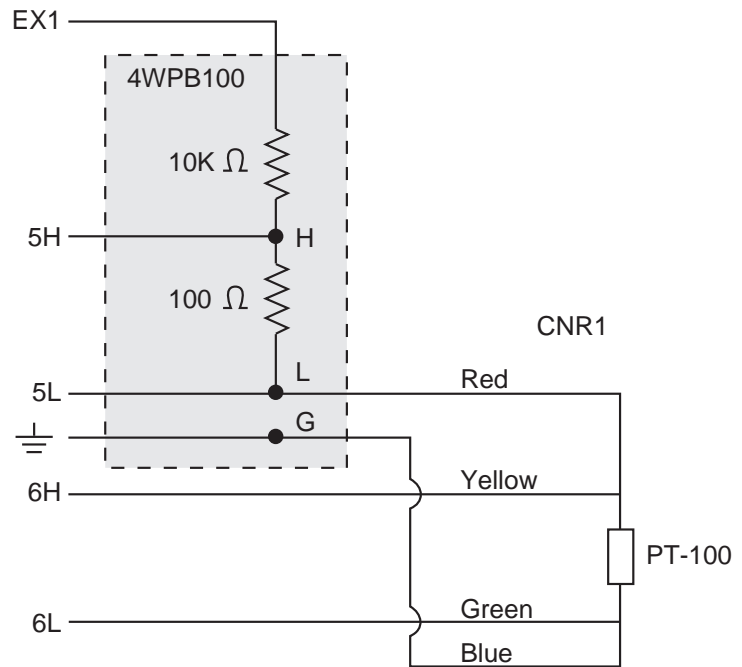 EX1
4WPB100
10K Ω
5H
H
100 Ω
CNR1
L
5L
Red
G
6H
Yellow
PT-100
Green
6L
Blue